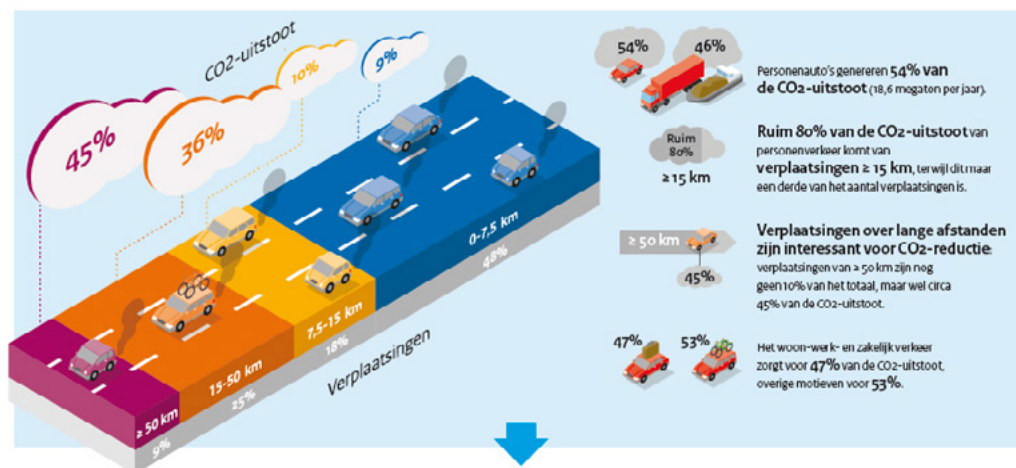 CO2-uitstoot
45%
36%
10%
9%
≥ 50 km
15-50 km
7,5-15 km
0-7,5 km
9%
25%
18%
48%
Verplaatsingen
54%
46%
Personenauto's genereren 54% van
de CO2-uitstoot (18,6 megaton per jaar).
Ruim
80%
≥ 15 km
Ruim 80% van de CO2-uitstoot van
personenverkeer komt van
verplaatsingen ≥ 15 km, terwijl dit maar
een derde van het aantal verplaatsingen is.
≥ 50 km
45%
Verplaatsingen over lange afstanden
zijn interessant voor CO2-reductie:
verplaatsingen van ≥ 50 km zijn nog
geen 10% van het totaal, maar wel circa
45% van de CO2-uitstoot.
47%
53%
Het woon-werk- en zakelijk verkeer
zorgt voor 47% van de CO2-uitstoot,
overige motieven voor 53%.